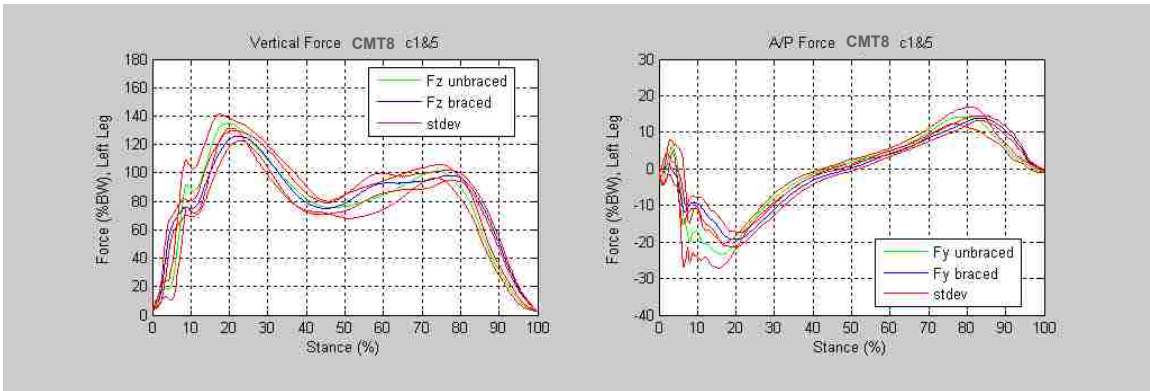 Vertical Force CMT8 c1&5
180
160
140
120
100
80
60
40
20
0
Force (%BW), Left Leg
Fz unbraced
Fz braced
stdev
0 10 20 30 40 50 60 70 80 90 100
Stance (%)
A/P Force CMT8 c1&5
30
20
10
0
-10
-20
-30
-40
Force (%BW), Left Leg
Fy unbraced
Fy braced
stdev
0 10 20 30 40 50 60 70 80 90 100
Stance (%)